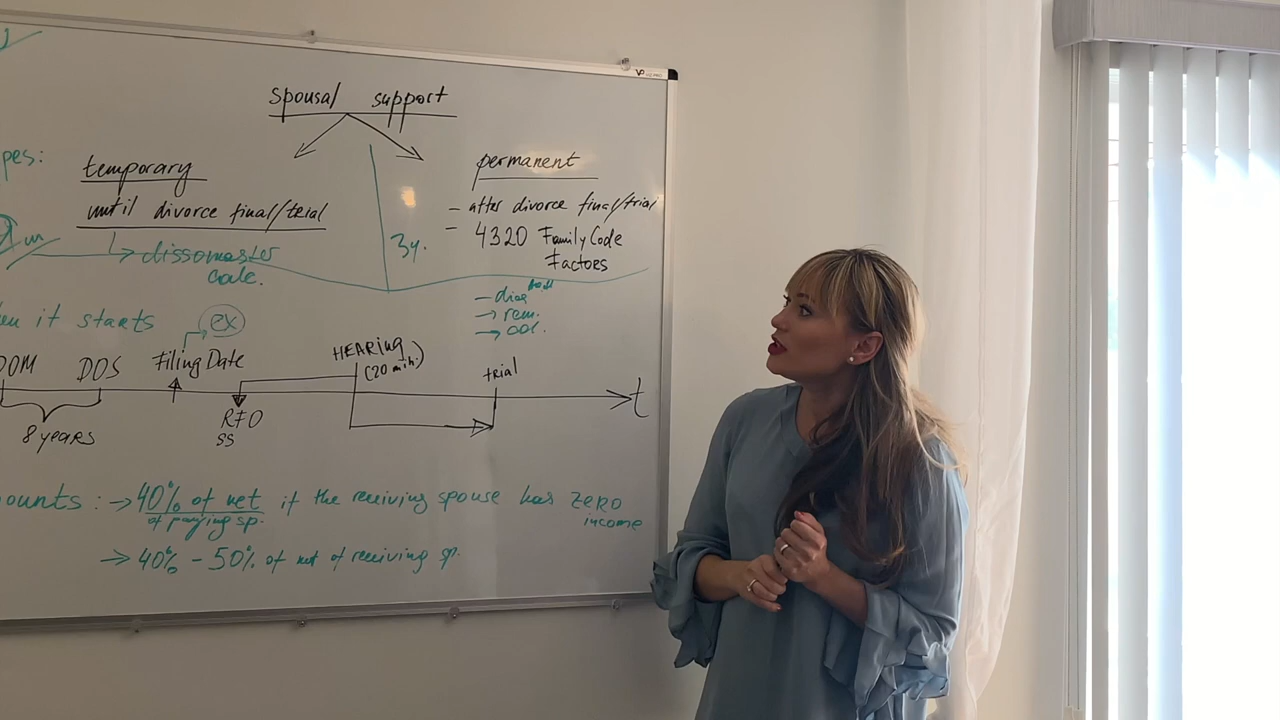 spousal support
pes:
temporary
until divorce final/trial
dissomaster
permanent
- after divorce final/trial
- 4320 Family Code
Factors
3y.
en it starts
ex
→ rem.
OM
DOS
Filing Date
HEARing
(20 min.)
trial
t
8 years
RFO
SS
ounts: → 40% of net if the receiving spouse has ZERO
of paying sp.
income
→ 40% - 50% of net of receiving sp.